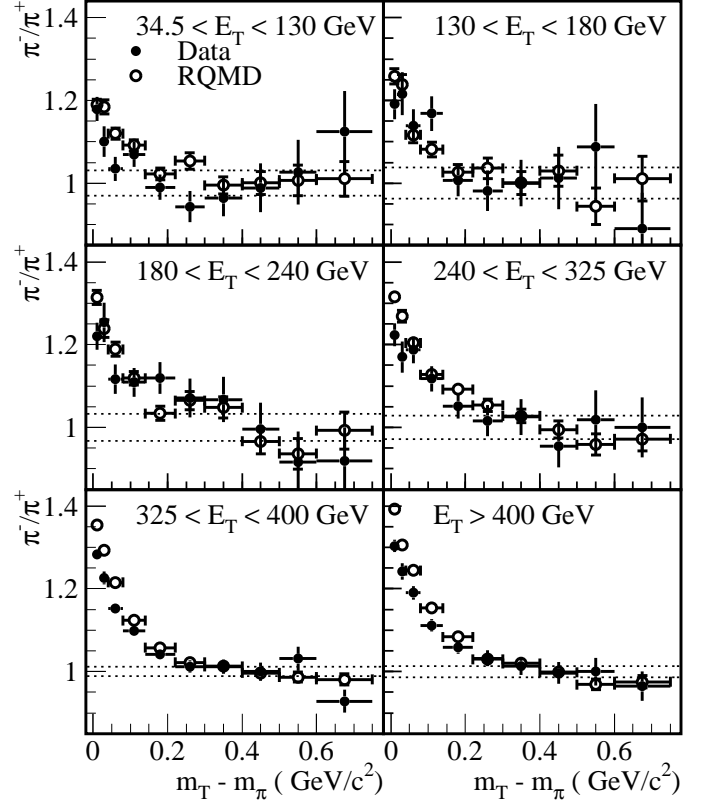 π⁻/π⁺ 1.4 34.5 < E_T < 130 GeV 130 < E_T < 180 GeV
Data
RQMD
1.2
1
π⁻/π⁺ 1.4 180 < E_T < 240 GeV 240 < E_T < 325 GeV
1.2
1
π⁻/π⁺ 1.4 325 < E_T < 400 GeV E_T > 400 GeV
1.2
1
0 0.2 0.4 0.6 0 0.2 0.4 0.6
m_T - m_π ( GeV/c²) m_T - m_π ( GeV/c²)